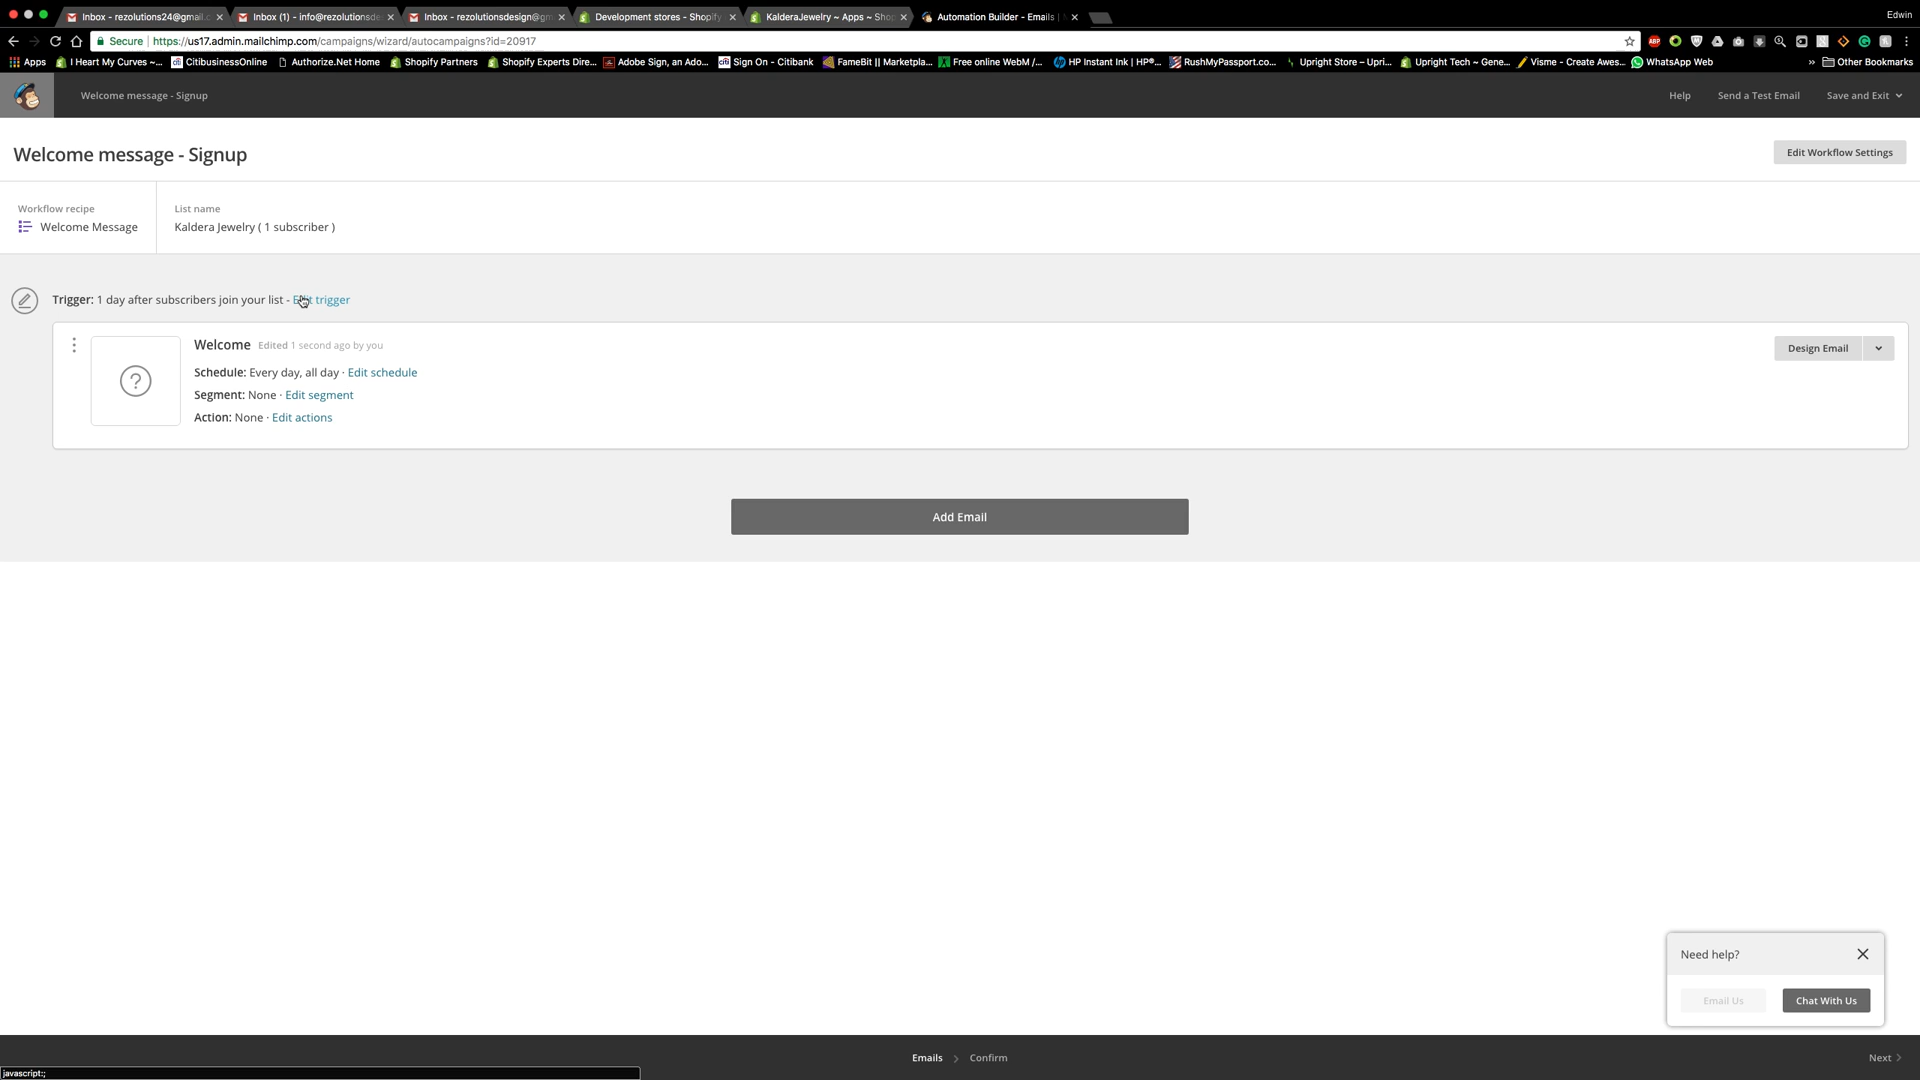 Inbox - rezolutions24@gmail.c
Inbox (1) - info@rezolutionsde
Inbox - rezolutionsdesign@gm
Development stores - Shopify
KalderaJewelry ~ Apps ~ Shop
Automation Builder - Emails |
Edwin
Secure | https://us17.admin.mailchimp.com/campaigns/wizard/autocampaigns?id=20917
ABP
Apps
I Heart My Curves ~...
CitibusinessOnline
Authorize.Net Home
Shopify Partners
Shopify Experts Dire...
Adobe Sign, an Ado...
Sign On - Citibank
FameBit || Marketpla...
Free online WebM /...
HP Instant Ink | HP®...
RushMyPassport.co...
Upright Store – Upri...
Upright Tech ~ Gene...
Visme - Create Awes...
WhatsApp Web
» Other Bookmarks
Welcome message - Signup
Help
Send a Test Email
Save and Exit
Welcome message - Signup
Edit Workflow Settings
Workflow recipe
Welcome Message
List name
Kaldera Jewelry ( 1 subscriber )
Trigger: 1 day after subscribers join your list - Edit trigger
Welcome Edited 1 second ago by you
Design Email
Schedule: Every day, all day · Edit schedule
Segment: None · Edit segment
Action: None · Edit actions
Add Email
Need help?
Email Us
Chat With Us
Emails > Confirm
Next >
javascript:;